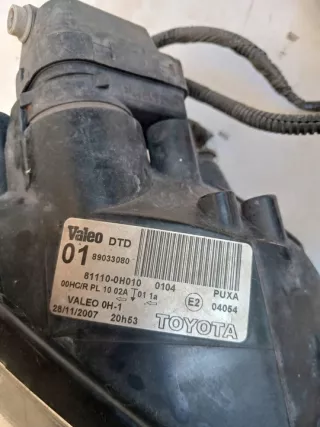 Valeo DTD
01 89033080
81110-0H010 0104 PUXA
00HC/R PL 10 02A 01 1a E2 04054
VALEO 0H-1
28/11/2007 20h53 TOYOTA